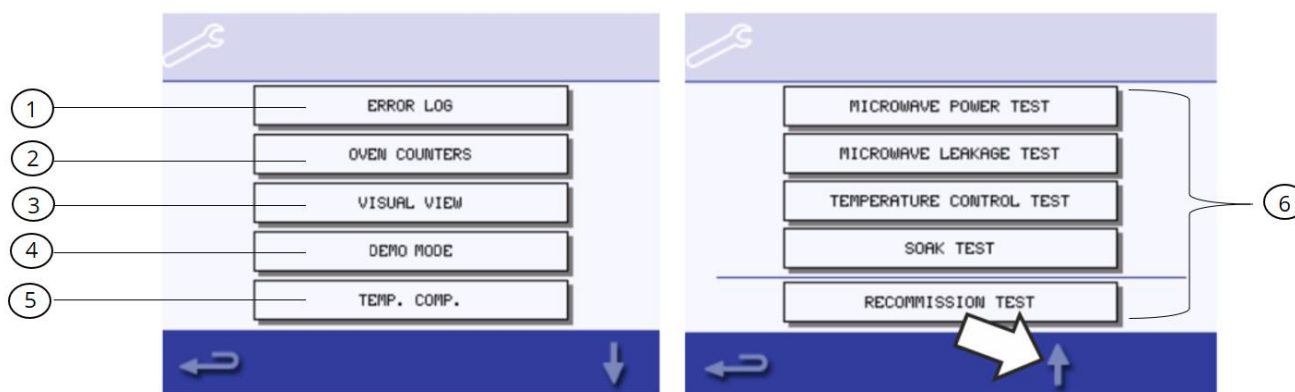 1
ERROR LOG
2
OVEN COUNTERS
3
VISUAL VIEW
4
DEMO MODE
5
TEMP. COMP.
MICROWAVE POWER TEST
MICROWAVE LEAKAGE TEST
TEMPERATURE CONTROL TEST
SOAK TEST
RECOMMISSION TEST
6